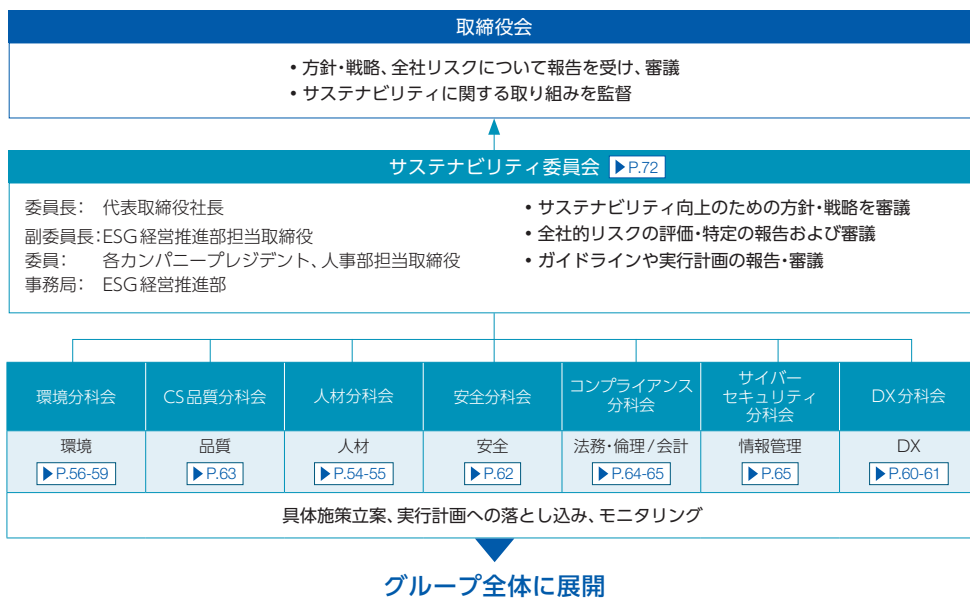 取締役会
• 方針・戦略、全社リスクについて報告を受け、審議
• サステナビリティに関する取り組みを監督
サステナビリティ委員会 ▶P.72
委員長： 代表取締役社長
副委員長：ESG経営推進部担当取締役
委員： 各カンパニープレジデント、人事部担当取締役
事務局： ESG経営推進部
• サステナビリティ向上のための方針・戦略を審議
• 全社的リスクの評価・特定の報告および審議
• ガイドラインや実行計画の報告・審議
環境分科会
環境
▶P.56-59
CS品質分科会
品質
▶P.63
人材分科会
人材
▶P.54-55
安全分科会
安全
▶P.62
コンプライアンス
分科会
法務・倫理/会計
▶P.64-65
サイバー
セキュリティ
分科会
情報管理
▶P.65
DX分科会
DX
▶P.60-61
具体施策立案、実行計画への落とし込み、モニタリング
グループ全体に展開